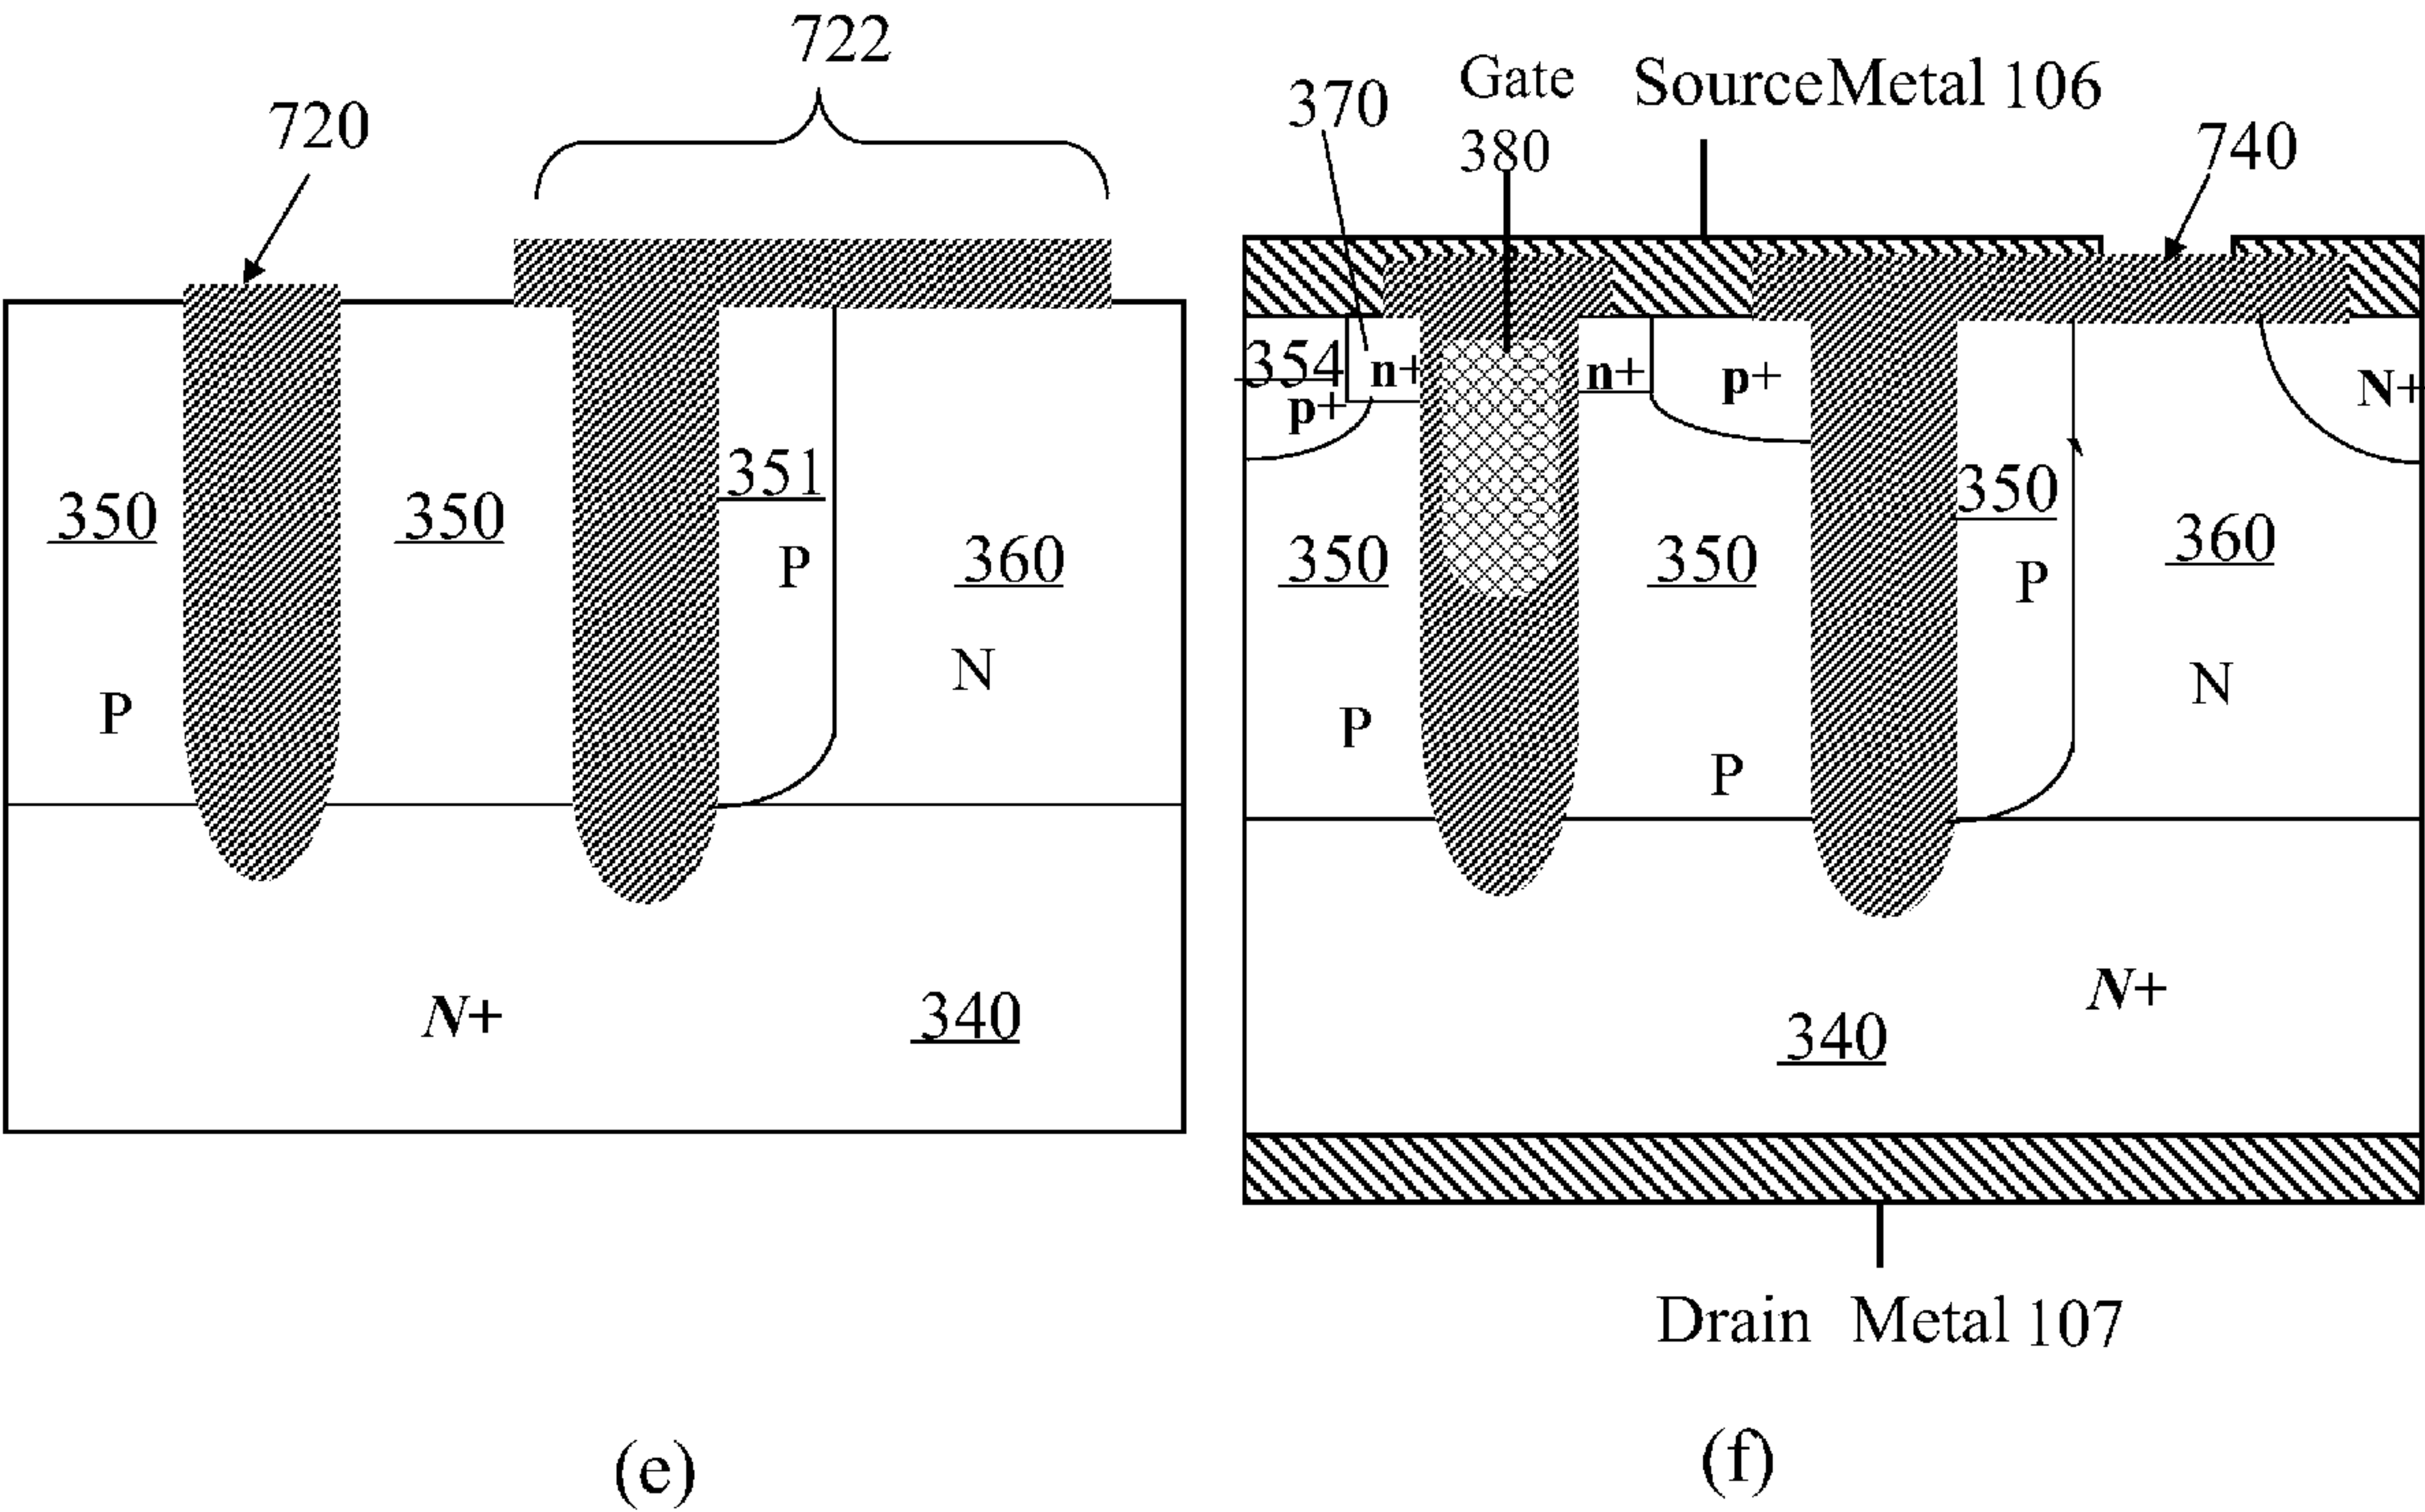 722
720
350
350
351
P
360
N
P
N+
340
(e)
370
Gate
380
SourceMetal 106
740
354
p+
n+
n+
p+
N+
350
350
350
P
360
N
P
P
N+
340
Drain Metal 107
(f)